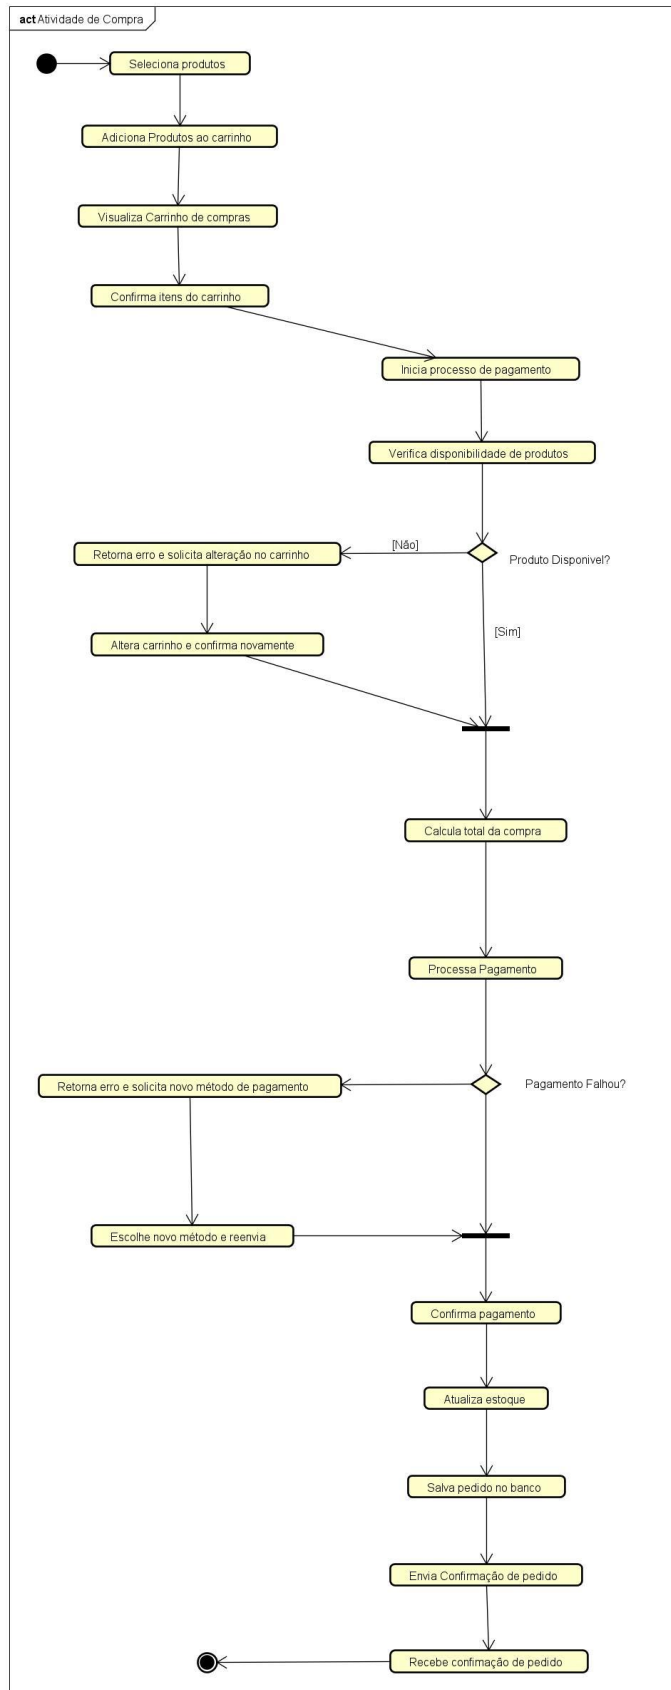 act Atividade de Compra
Seleciona produtos
Adiciona Produtos ao carrinho
Visualiza Carrinho de compras
Confirma itens do carrinho
Inicia processo de pagamento
Verifica disponibilidade de produtos
[Não]
Retorna erro e solicita alteração no carrinho
Produto Disponivel?
[Sim]
Altera carrinho e confirma novamente
Calcula total da compra
Processa Pagamento
Retorna erro e solicita novo método de pagamento
Pagamento Falhou?
Escolhe novo método e reenvia
Confirma pagamento
Atualiza estoque
Salva pedido no banco
Envia Confirmação de pedido
Recebe confimação de pedido